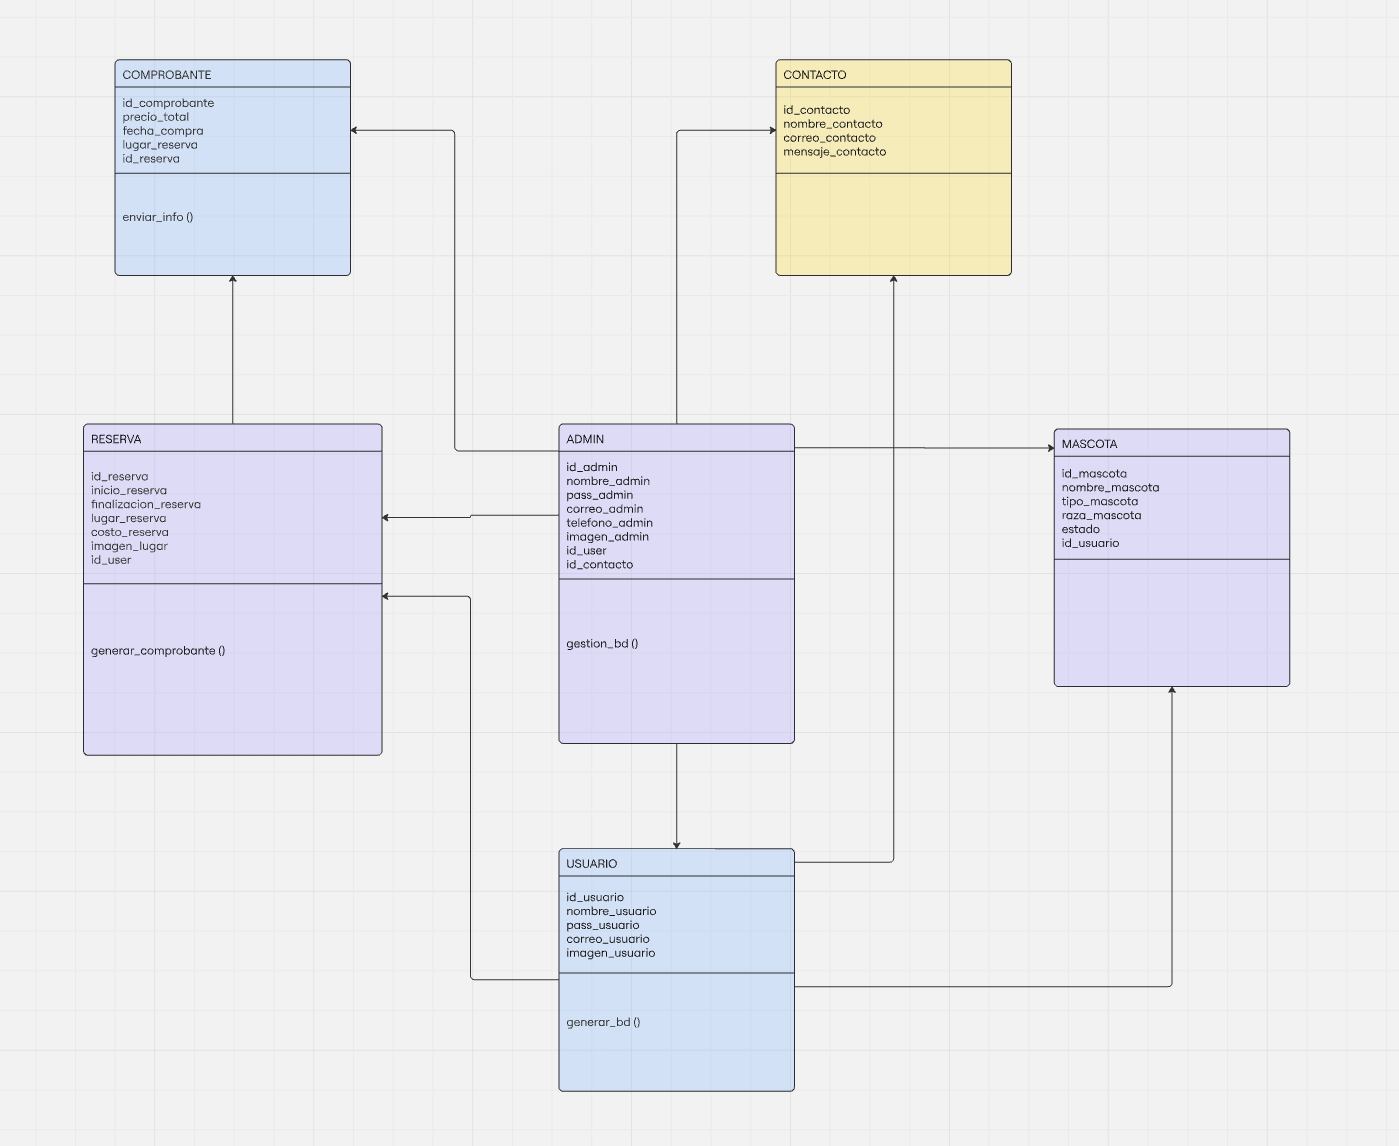 COMPROBANTE
id_comprobante
precio_total
fecha_compra
lugar_reserva
id_reserva
enviar_info ()
CONTACTO
id_contacto
nombre_contacto
correo_contacto
mensaje_contacto
RESERVA
id_reserva
inicio_reserva
finalizacion_reserva
lugar_reserva
costo_reserva
imagen_lugar
id_user
generar_comprobante ()
ADMIN
id_admin
nombre_admin
pass_admin
correo_admin
telefono_admin
imagen_admin
id_user
id_contacto
gestion_bd ()
MASCOTA
id_mascota
nombre_mascota
tipo_mascota
raza_mascota
estado
id_usuario
USUARIO
id_usuario
nombre_usuario
pass_usuario
correo_usuario
imagen_usuario
generar_bd ()